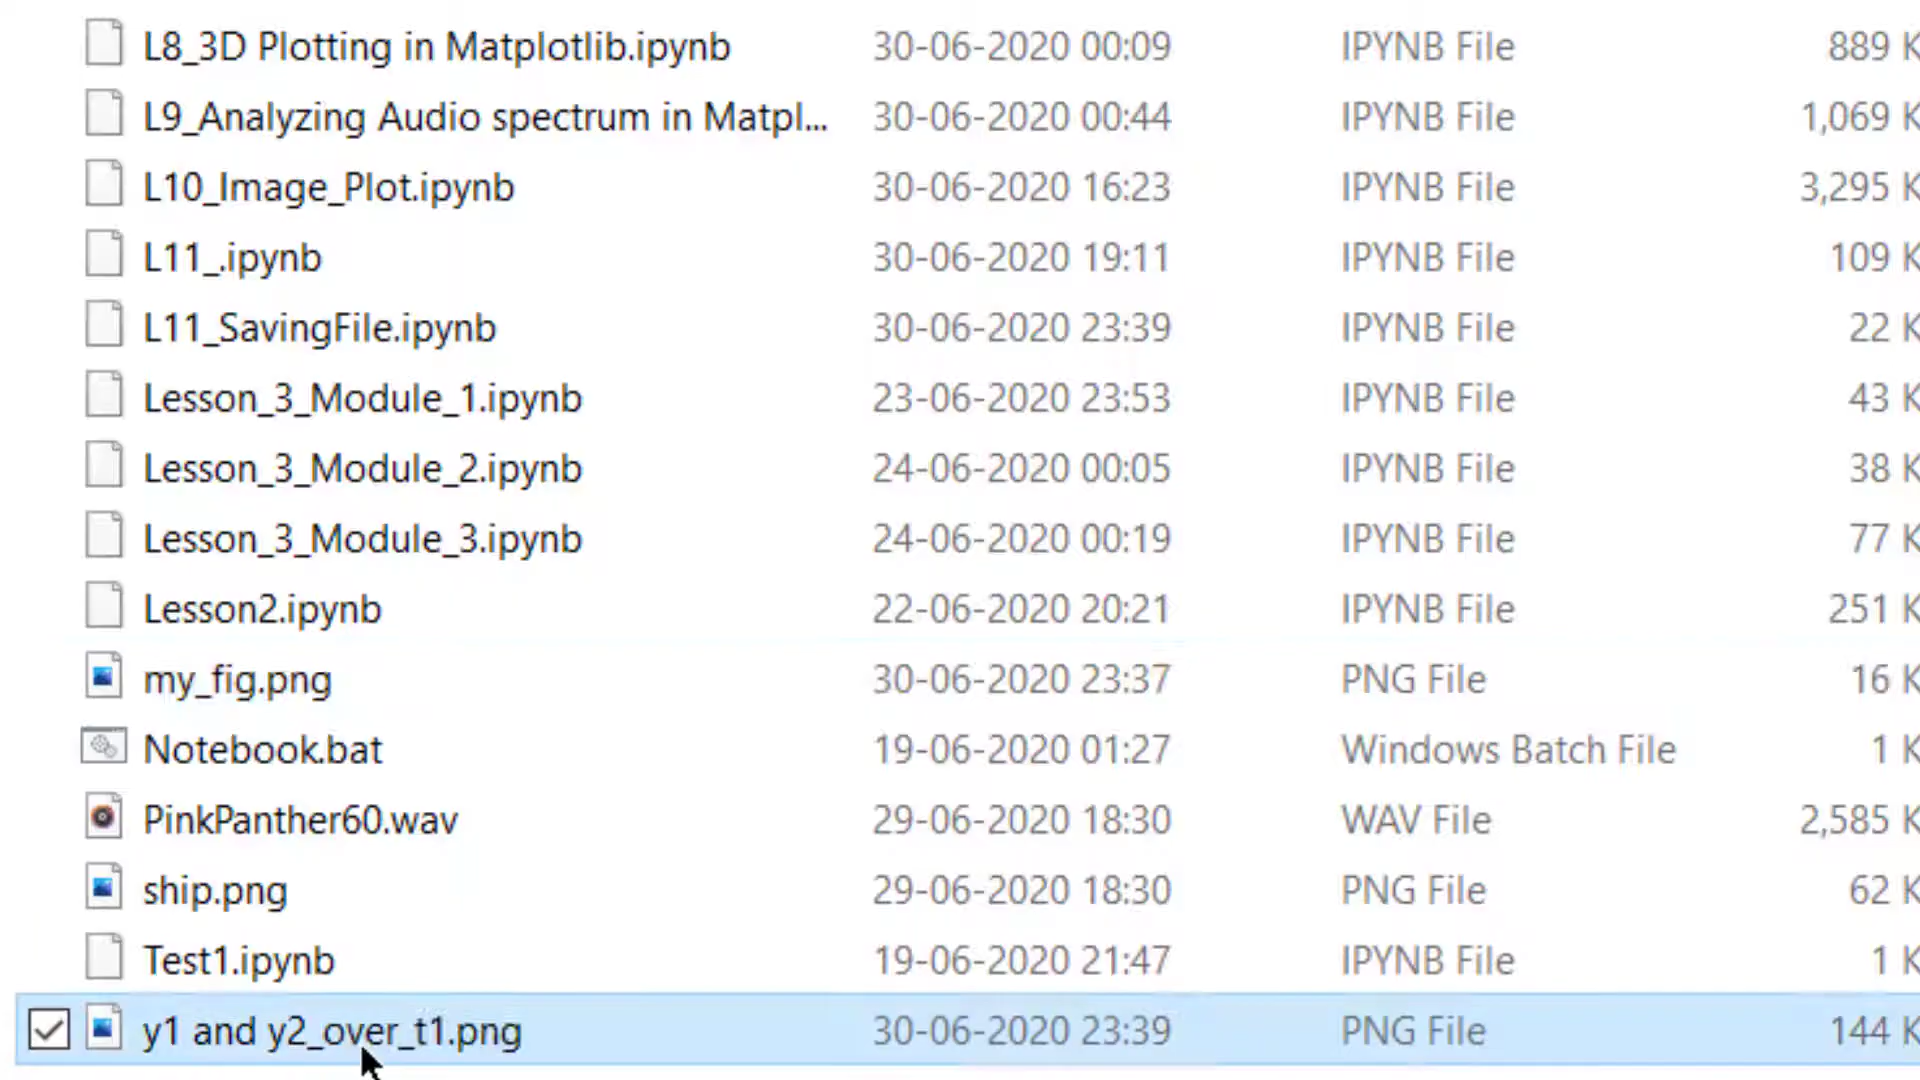 L8_3D Plotting in Matplotlib.ipynb 30-06-2020 00:09 IPYNB File 889 K
L9_Analyzing Audio spectrum in Matpl... 30-06-2020 00:44 IPYNB File 1,069 K
L10_Image_Plot.ipynb 30-06-2020 16:23 IPYNB File 3,295 K
L11_.ipynb 30-06-2020 19:11 IPYNB File 109 K
L11_SavingFile.ipynb 30-06-2020 23:39 IPYNB File 22 K
Lesson_3_Module_1.ipynb 23-06-2020 23:53 IPYNB File 43 K
Lesson_3_Module_2.ipynb 24-06-2020 00:05 IPYNB File 38 K
Lesson_3_Module_3.ipynb 24-06-2020 00:19 IPYNB File 77 K
Lesson2.ipynb 22-06-2020 20:21 IPYNB File 251 K
my_fig.png 30-06-2020 23:37 PNG File 16 K
Notebook.bat 19-06-2020 01:27 Windows Batch File 1 K
PinkPanther60.wav 29-06-2020 18:30 WAV File 2,585 K
ship.png 29-06-2020 18:30 PNG File 62 K
Test1.ipynb 19-06-2020 21:47 IPYNB File 1 K
y1 and y2_over_t1.png 30-06-2020 23:39 PNG File 144 K